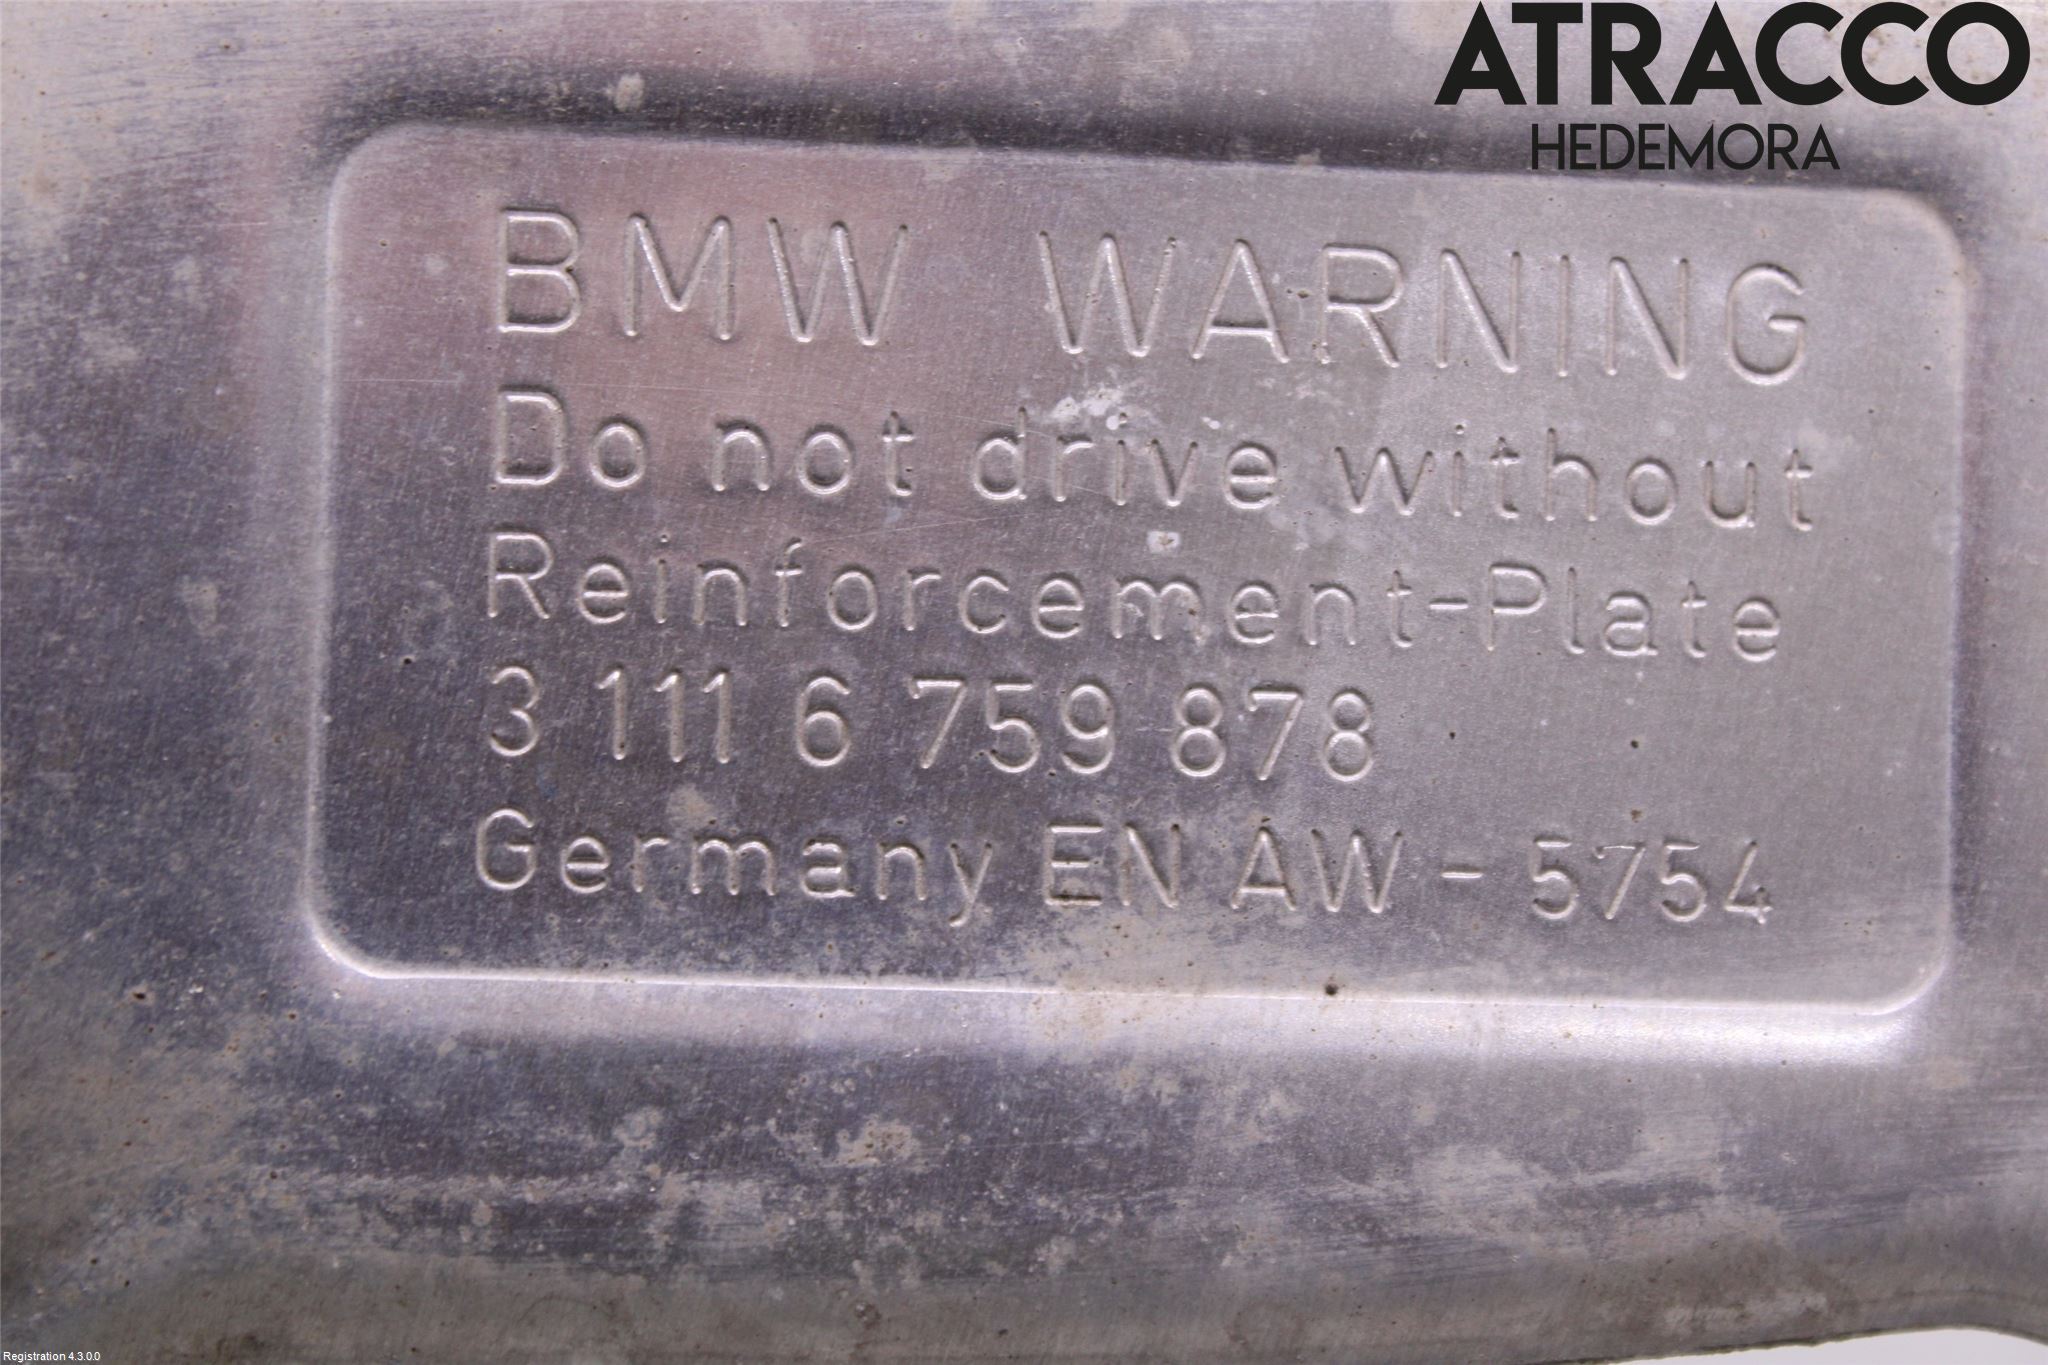 ATRACCO
HEDEMORA
BMW WARNING
Do not drive without
Reinforcement-Plate
3 111 6 759 878
Germany EN AW - 5754
Registration 4.3.0.0